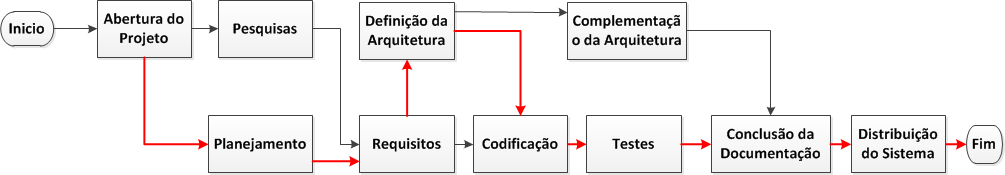 Inicio
Abertura do
Projeto
Pesquisas
Definição da
Arquitetura
Complementaçã
o da Arquitetura
Planejamento
Requisitos
Codificação
Testes
Conclusão da
Documentação
Distribuição
do Sistema
Fim